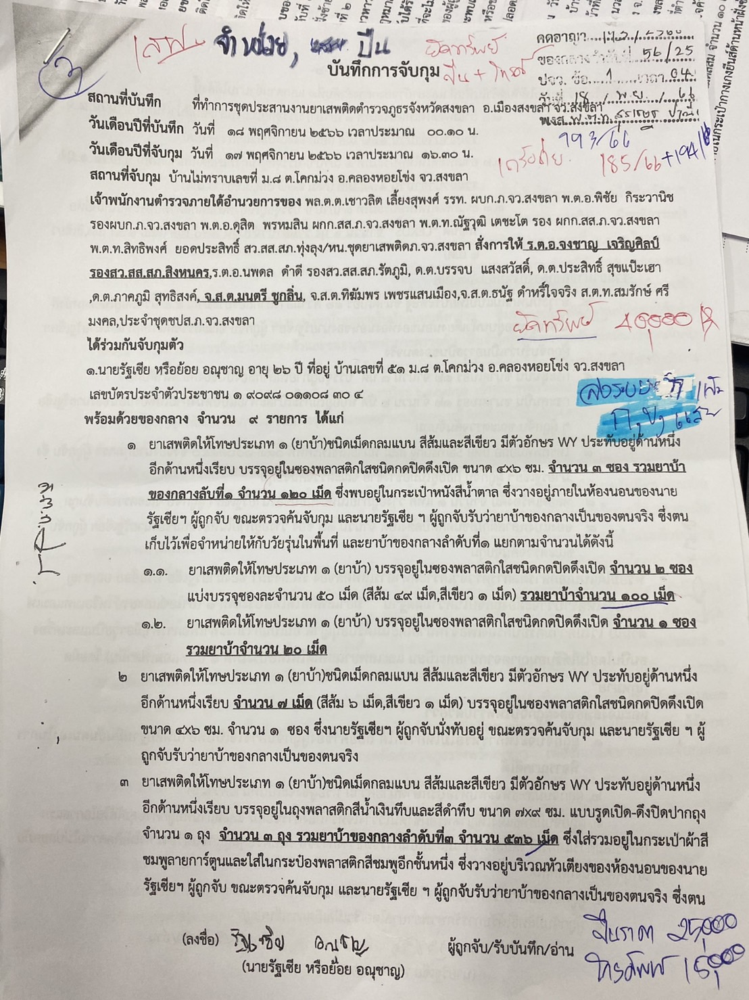 จำหน่อย, เสพ ปืน
เสพ
ยึดทรัพย์
ปืน + โทรศัพท์
คดีอาญา
ของกลางลำดับที่ 56/25
ปจว. ข้อ 1 เวลา 04
วันที่ 18 / พ.ย. / 66
พงส. พ.ต.ท.
บันทึกการจับกุม
สถานที่บันทึก ที่ทำการชุดประสานงานยาเสพติดตำรวจภูธรจังหวัดสงขลา อ.เมืองสงขลา จว.สงขลา
วันเดือนปีที่บันทึก วันที่ ๑๘ พฤศจิกายน ๒๕๖๖ เวลาประมาณ ๐๐.๑๐ น.
193/66
วันเดือนปีที่จับกุม วันที่ ๑๗ พฤศจิกายน ๒๕๖๖ เวลาประมาณ ๑๖.๓๐ น.
เครือข่าย 185/66 +194/66
สถานที่จับกุม บ้านไม่ทราบเลขที่ ม.๘ ต.โคกม่วง อ.คลองหอยโข่ง จว.สงขลา
เจ้าพนักงานตำรวจภายใต้อำนวยการของ พล.ต.ต.เชาวลิต เลี้ยงสุพงศ์ รรท. ผบก.ภ.จว.สงขลา พ.ต.อ.พิชัย กิระวานิช
รองผบก.ภ.จว.สงขลา พ.ต.อ.ดุสิต พรหมสิน ผกก.สส.ภ.จว.สงขลา พ.ต.ท.ณัฐวุฒิ เตชะโต รอง ผกก.สส.ภ.จว.สงขลา
พ.ต.ท.สิทธิพงศ์ ยอดประสิทธิ์ สว.สส.สภ.ทุ่งลุง/หน.ชุดยาเสพติดภ.จว.สงขลา สั่งการให้ ร.ต.อ.จงชาญ เจริญศิลป์
รองสว.สส.สภ.สิงหนคร,ร.ต.อ.นพดล ดำดี รองสว.สส.สภ.รัตภูมิ, ด.ต.บรรจบ แสงสวัสดิ์, ด.ต.ประสิทธิ์ สุขแป๊ะเฮา
,ด.ต.ภาคภูมิ สุทธิสงค์, จ.ส.ต.มนตรี ชูกลิ่น, จ.ส.ต.ทิฆัมพร เพชรแสนเมือง,จ.ส.ต.ธนัฐ ดำหรี้ใจจริง ส.ต.ท.สมรักษ์ ศรี
มงคล,ประจำชุดชปส.ภ.จว.สงขลา
ยึดทรัพย์ 40,000 บ
ได้ร่วมกันจับกุมตัว
๑.นายรัฐเซีย หรือย้อย อณุชาญ อายุ ๒๖ ปี ที่อยู่ บ้านเลขที่ ๕๑ ม.๘ ต.โคกม่วง อ.คลองหอยโข่ง จว.สงขลา
เลขบัตรประจำตัวประชาชน ๑ ๙๐๙๘ ๐๑๑๐๘ ๓๐ ๔
พร้อมด้วยของกลาง จำนวน ๙ รายการ ได้แก่
๑ ยาเสพติดให้โทษประเภท ๑ (ยาบ้า)ชนิดเม็ดกลมแบน สีส้มและสีเขียว มีตัวอักษร WY ประทับอยู่ด้านหนึ่ง
อีกด้านหนึ่งเรียบ บรรจุอยู่ในซองพลาสติกใสชนิดกดปิดดึงเปิด ขนาด ๔x๖ ซม. จำนวน ๓ ซอง รวมยาบ้า
ของกลางลับที่๑ จำนวน ๑๒๐ เม็ด ซึ่งพบอยู่ในกระเป๋าหนังสีน้ำตาล ซึ่งวางอยู่ภายในห้องนอนของนาย
รัฐเซียฯ ผู้ถูกจับ ขณะตรวจค้นจับกุม และนายรัฐเซีย ฯ ผู้ถูกจับรับว่ายาบ้าของกลางเป็นของตนจริง ซึ่งตน
เก็บไว้เพื่อจำหน่ายให้กับวัยรุ่นในพื้นที่ และยาบ้าของกลางลำดับที่๑ แยกตามจำนวนได้ดังนี้
๑.๑. ยาเสพติดให้โทษประเภท ๑ (ยาบ้า) บรรจุอยู่ในซองพลาสติกใสชนิดกดปิดดึงเปิด จำนวน ๒ ซอง
แบ่งบรรจุซองละจำนวน ๕๐ เม็ด (สีส้ม ๔๙ เม็ด,สีเขียว ๑ เม็ด) รวมยาบ้าจำนวน ๑๐๐ เม็ด
๑.๒. ยาเสพติดให้โทษประเภท ๑ (ยาบ้า) บรรจุอยู่ในซองพลาสติกใสชนิดกดปิดดึงเปิด จำนวน ๑ ซอง
รวมยาบ้าจำนวน ๒๐ เม็ด
๒ ยาเสพติดให้โทษประเภท ๑ (ยาบ้า)ชนิดเม็ดกลมแบน สีส้มและสีเขียว มีตัวอักษร WY ประทับอยู่ด้านหนึ่ง
อีกด้านหนึ่งเรียบ จำนวน ๗ เม็ด (สีส้ม ๖ เม็ด,สีเขียว ๑ เม็ด) บรรจุอยู่ในซองพลาสติกใสชนิดกดปิดดึงเปิด
ขนาด ๔x๖ ซม. จำนวน ๑ ซอง ซึ่งนายรัฐเซียฯ ผู้ถูกจับนั่งทับอยู่ ขณะตรวจค้นจับกุม และนายรัฐเซีย ฯ ผู้
ถูกจับรับว่ายาบ้าของกลางเป็นของตนจริง
๓ ยาเสพติดให้โทษประเภท ๑ (ยาบ้า)ชนิดเม็ดกลมแบน สีส้มและสีเขียว มีตัวอักษร WY ประทับอยู่ด้านหนึ่ง
อีกด้านหนึ่งเรียบ บรรจุอยู่ในถุงพลาสติกสีน้ำเงินทึบและสีดำทึบ ขนาด ๗x๙ ซม. แบบรูดเปิด-ดึงปิดปากถุง
จำนวน ๑ ถุง จำนวน ๓ ถุง รวมยาบ้าของกลางลำดับที่๓ จำนวน ๕๓๖ เม็ด ซึ่งใส่รวมอยู่ในกระเป๋าผ้าสี
ชมพูลายการ์ตูนและใส่ในกระป๋องพลาสติกสีชมพูอีกชั้นหนึ่ง ซึ่งวางอยู่บริเวณหัวเตียงของห้องนอนของนาย
รัฐเซียฯ ผู้ถูกจับ ขณะตรวจค้นจับกุม และนายรัฐเซีย ฯ ผู้ถูกจับรับว่ายาบ้าของกลางเป็นของตนจริง ซึ่งตน
(ลงชื่อ) รัฐเซีย อณุชาญ ผู้ถูกจับ/รับบันทึก/อ่าน
(นายรัฐเซีย หรือย้อย อณุชาญ)
ปืนราคา 25,000
โทรศัพท์ 15,000